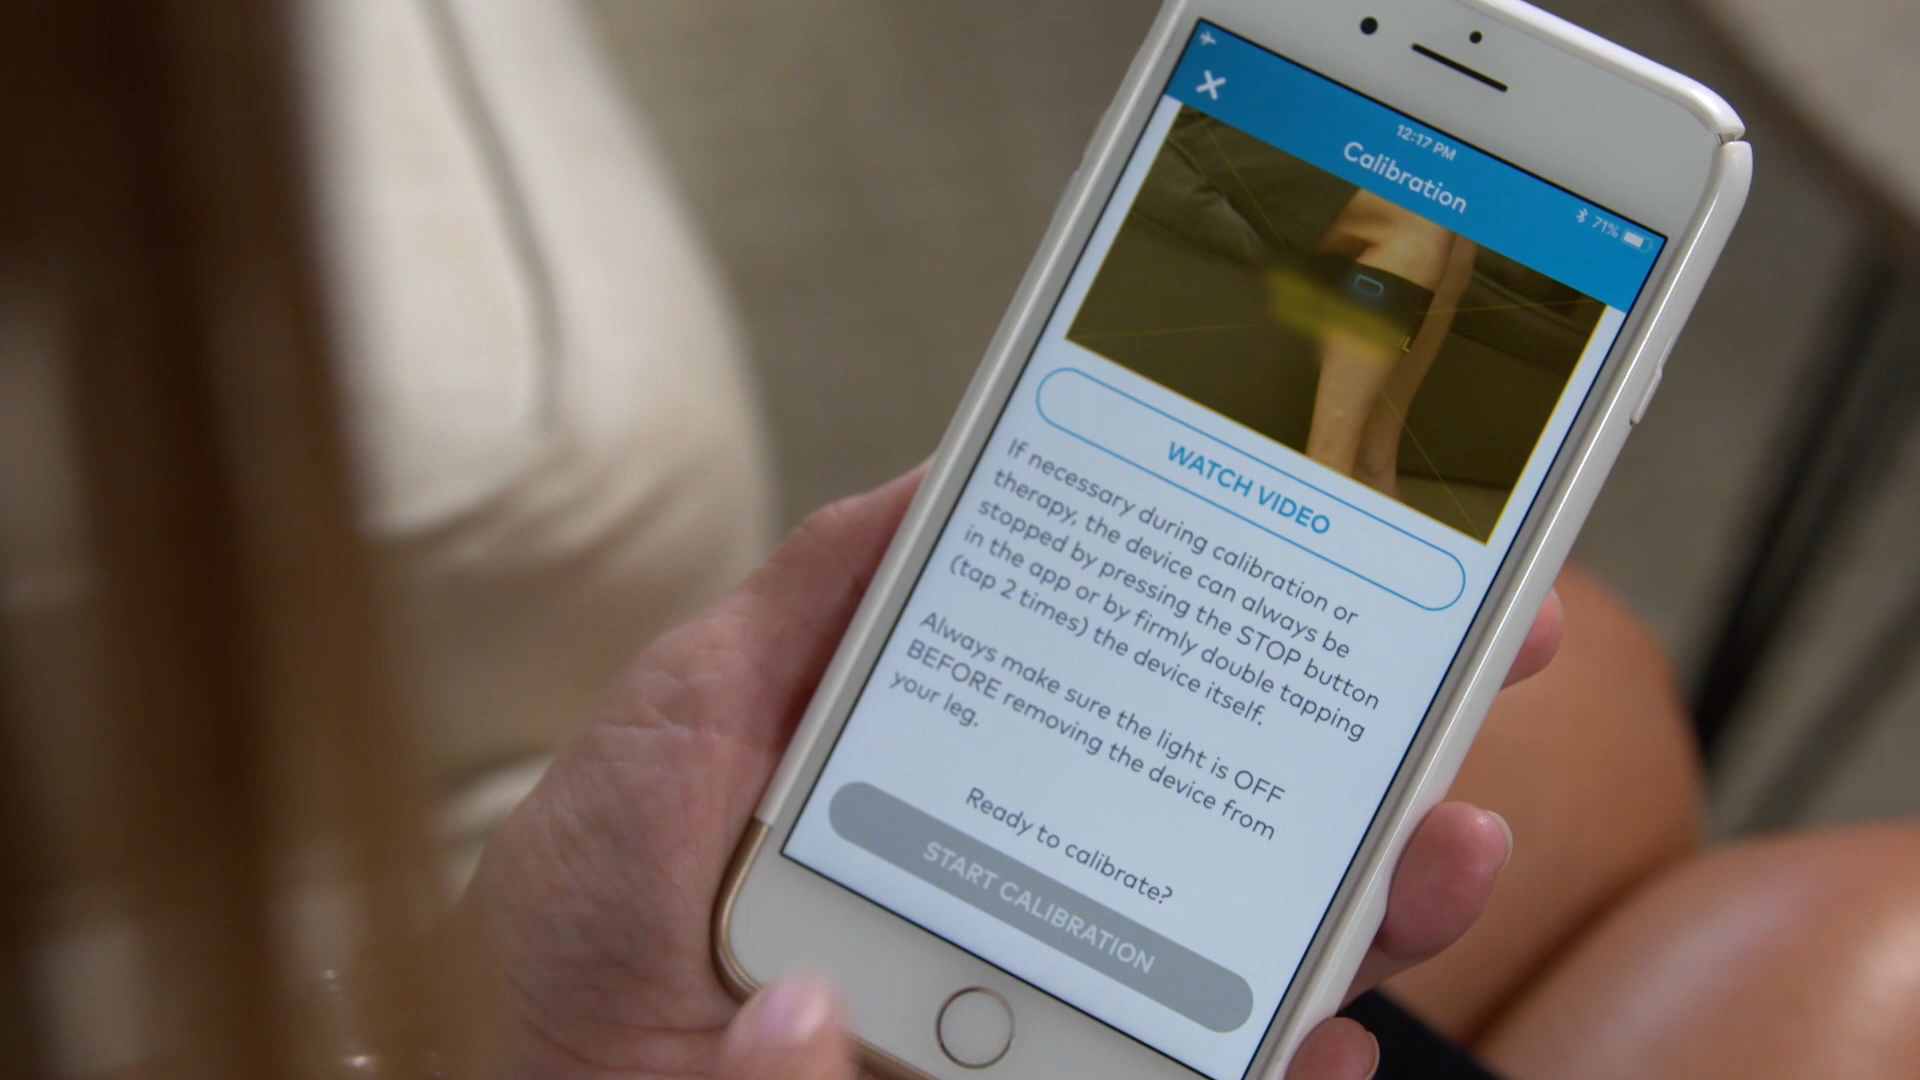 12:17 PM
71%
Calibration
WATCH VIDEO
If necessary during calibration or
therapy, the device can always be
stopped by pressing the STOP button
in the app or by firmly double tapping
(tap 2 times) the device itself.
Always make sure the light is OFF
BEFORE removing the device from
your leg.
Ready to calibrate?
START CALIBRATION